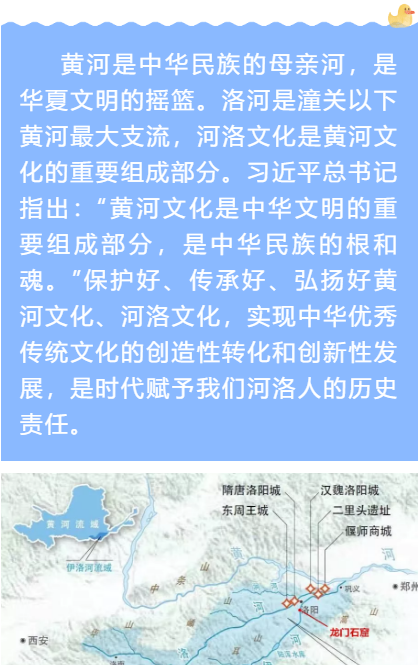 黄河是中华民族的母亲河，是
华夏文明的摇篮。洛河是潼关以下
黄河最大支流，河洛文化是黄河文
化的重要组成部分。习近平总书记
指出：“黄河文化是中华文明的重
要组成部分，是中华民族的根和
魂。”保护好、传承好、弘扬好黄
河文化、河洛文化，实现中华优秀
传统文化的创造性转化和创新性发
展，是时代赋予我们河洛人的历史
责任。
隋唐洛阳城
汉魏洛阳城
东周王城
二里头遗址
偃师商城
黄河流域
伊洛河流域
黄
河
中
条
山
河
巩义
郑州
洛阳
龙门石窟
西安
洛
河